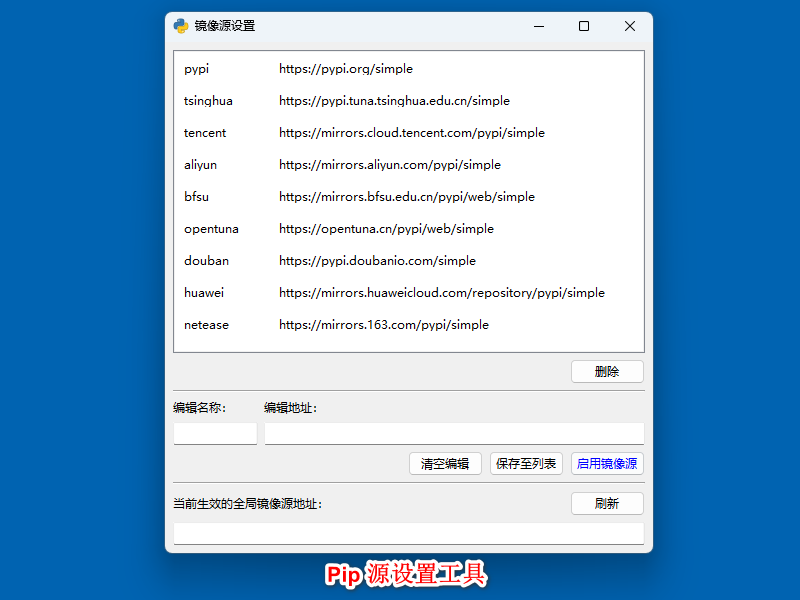 镜像源设置
pypi https://pypi.org/simple
tsinghua https://pypi.tuna.tsinghua.edu.cn/simple
tencent https://mirrors.cloud.tencent.com/pypi/simple
aliyun https://mirrors.aliyun.com/pypi/simple
bfsu https://mirrors.bfsu.edu.cn/pypi/web/simple
opentuna https://opentuna.cn/pypi/web/simple
douban https://pypi.doubanio.com/simple
huawei https://mirrors.huaweicloud.com/repository/pypi/simple
netease https://mirrors.163.com/pypi/simple
删除
编辑名称: 编辑地址:
清空编辑 保存至列表 启用镜像源
当前生效的全局镜像源地址: 刷新
Pip 源设置工具